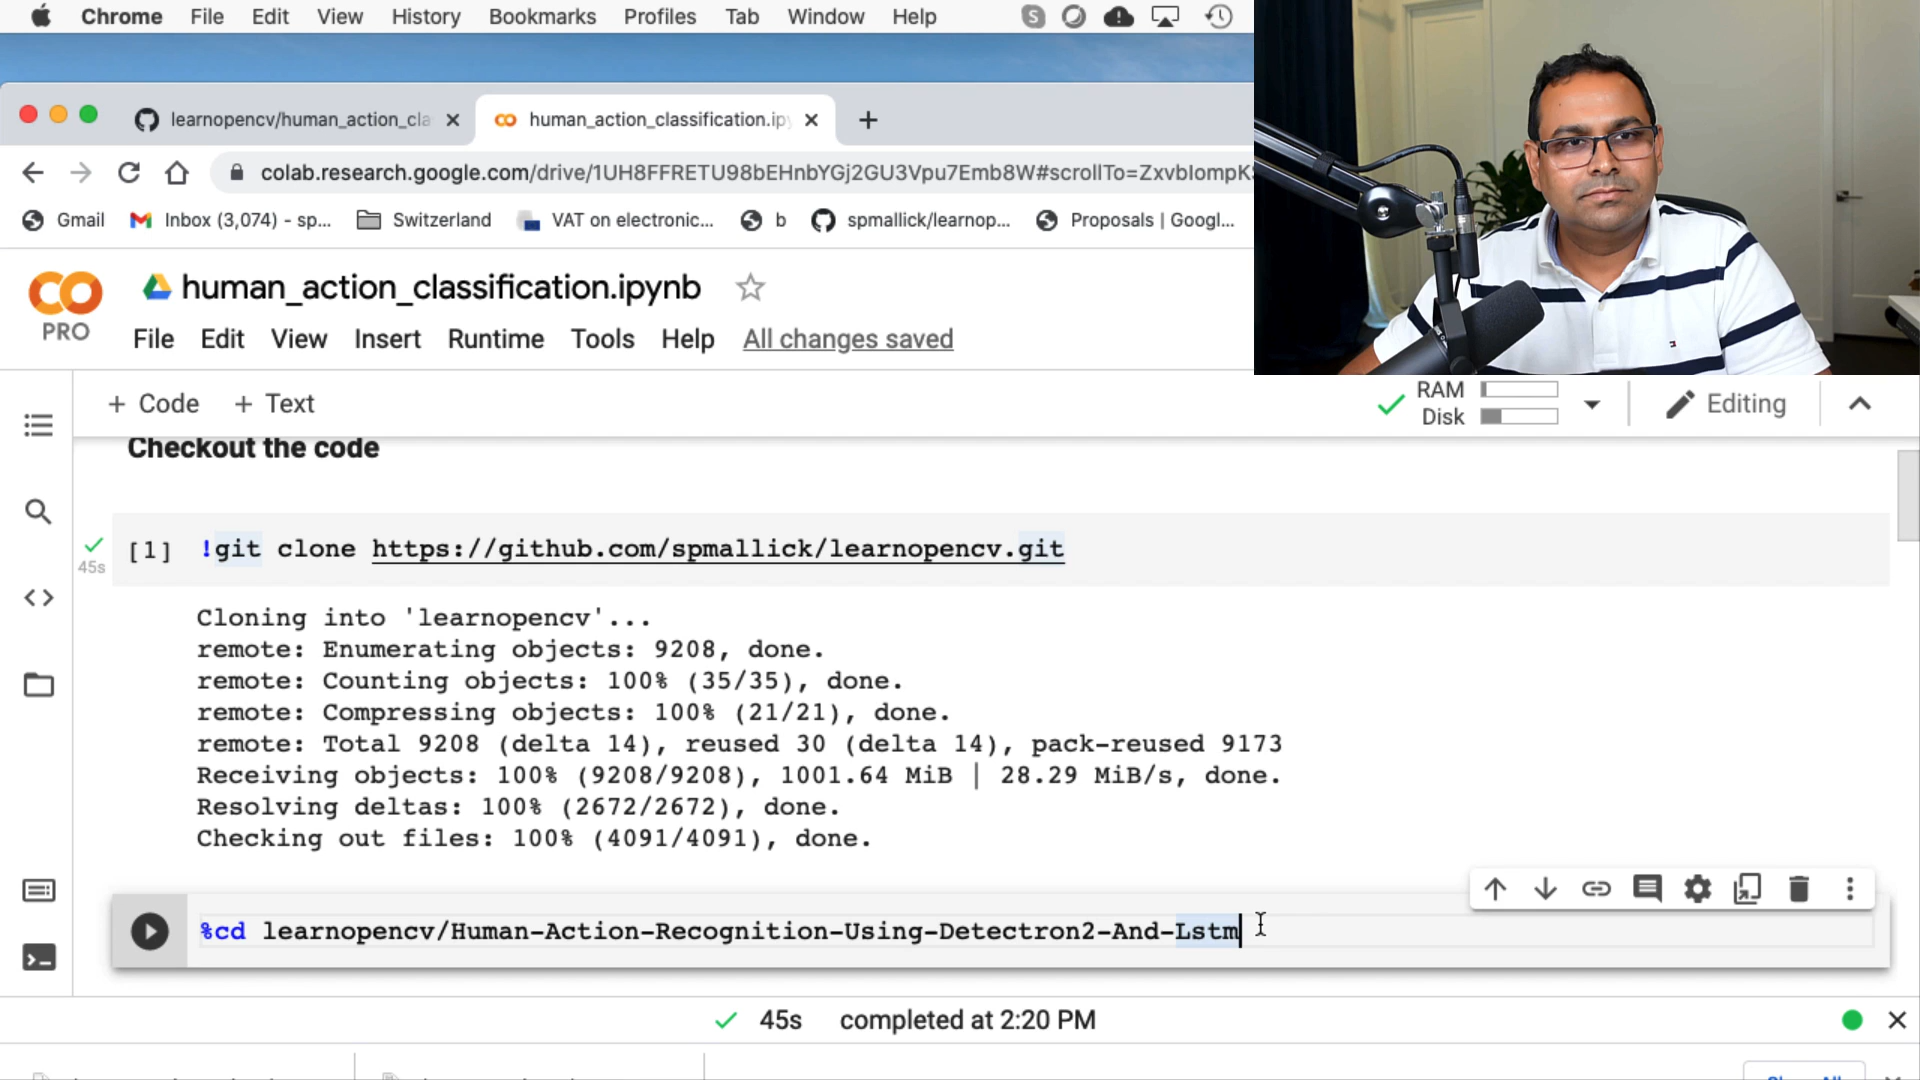 Chrome File Edit View History Bookmarks Profiles Tab Window Help
learnopencv/human_action_cla
human_action_classification.ipy
colab.research.google.com/drive/1UH8FFRETU98bEHnbYGj2GU3Vpu7Emb8W#scrollTo=ZxvbIompK
Gmail Inbox (3,074) - sp... Switzerland VAT on electronic... b spmallick/learnop... Proposals | Googl...
human_action_classification.ipynb
PRO
File Edit View Insert Runtime Tools Help All changes saved
+ Code + Text
RAM
Disk
Editing
Checkout the code
[1] !git clone https://github.com/spmallick/learnopencv.git
45s
Cloning into 'learnopencv'...
remote: Enumerating objects: 9208, done.
remote: Counting objects: 100% (35/35), done.
remote: Compressing objects: 100% (21/21), done.
remote: Total 9208 (delta 14), reused 30 (delta 14), pack-reused 9173
Receiving objects: 100% (9208/9208), 1001.64 MiB | 28.29 MiB/s, done.
Resolving deltas: 100% (2672/2672), done.
Checking out files: 100% (4091/4091), done.
%cd learnopencv/Human-Action-Recognition-Using-Detectron2-And-Lstm
45s completed at 2:20 PM